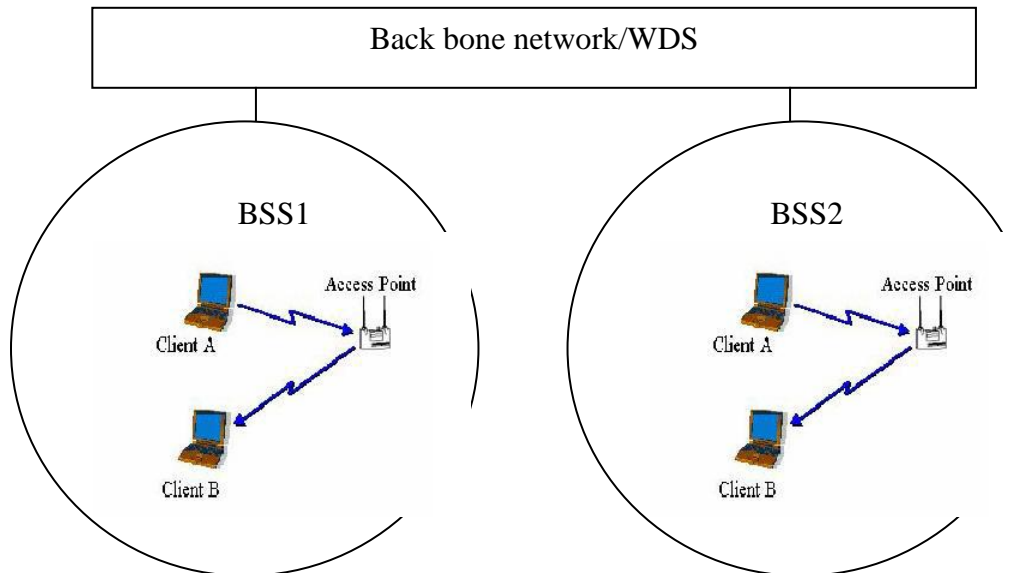 Back bone network/WDS
BSS1
Access Point
Client A
Client B
BSS2
Access Point
Client A
Client B